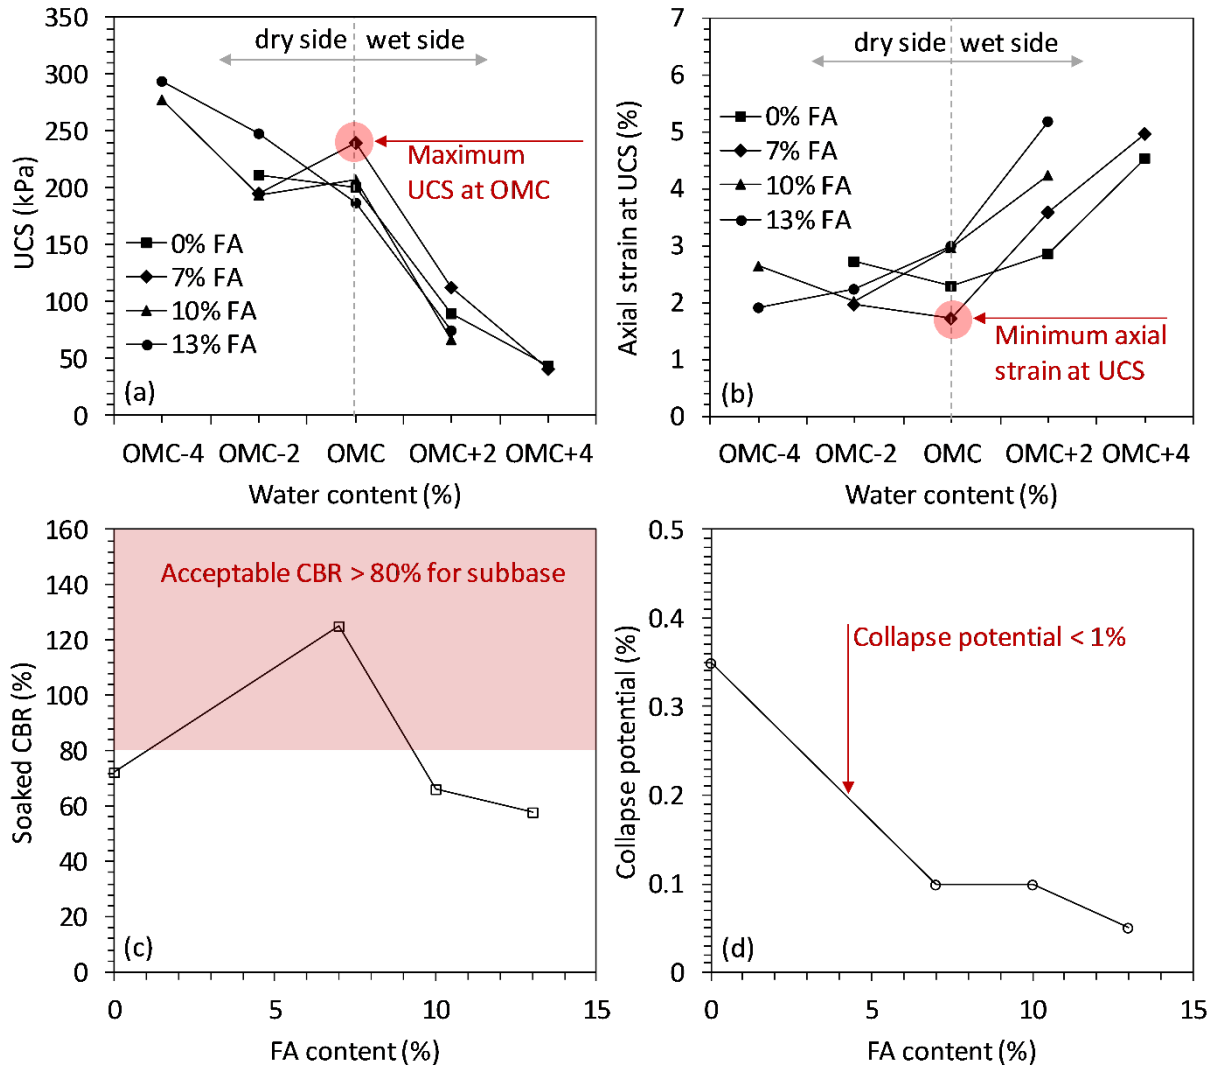 350
300
250
200
150
100
50
0
UCS (kPa)
dry side
wet side
Maximum
UCS at OMC
0% FA
7% FA
10% FA
13% FA
(a)
OMC-4
OMC-2
OMC
OMC+2
OMC+4
Water content (%)
7
6
5
4
3
2
1
0
Axial strain at UCS (%)
dry side
wet side
0% FA
7% FA
10% FA
13% FA
Minimum axial
strain at UCS
(b)
OMC-4
OMC-2
OMC
OMC+2
OMC+4
Water content (%)
160
140
120
100
80
60
40
20
0
Soaked CBR (%)
Acceptable CBR > 80% for subbase
(c)
0
5
10
15
FA content (%)
0.5
0.4
0.3
0.2
0.1
0
Collapse potential (%)
Collapse potential < 1%
(d)
0
5
10
15
FA content (%)